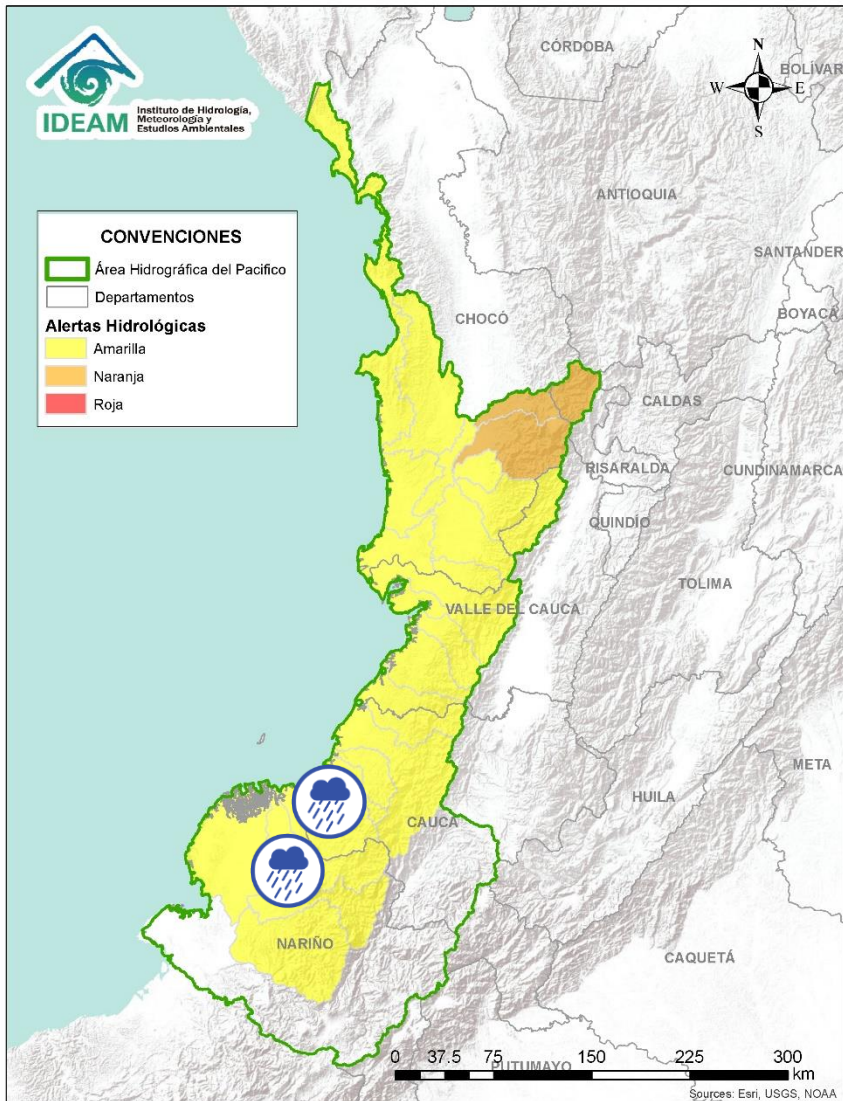 IDEAM
Instituto de Hidrología,
Meteorología y
Estudios Ambientales
CÓRDOBA
N
BOLÍVAR
W
E
S
ANTIOQUIA
CONVENCIONES
Área Hidrográfica del Pacifico
Departamentos
Alertas Hidrológicas
Amarilla
Naranja
Roja
SANTANDER
BOYACÁ
CHOCÓ
CALDAS
RISARALDA
CUNDINAMARCA
QUINDÍO
TOLIMA
VALLE DEL CAUCA
META
HUILA
CAUCA
NARIÑO
CAQUETÁ
PUTUMAYO
0 37.5 75 150 225 300
km
Sources: Esri, USGS, NOAA